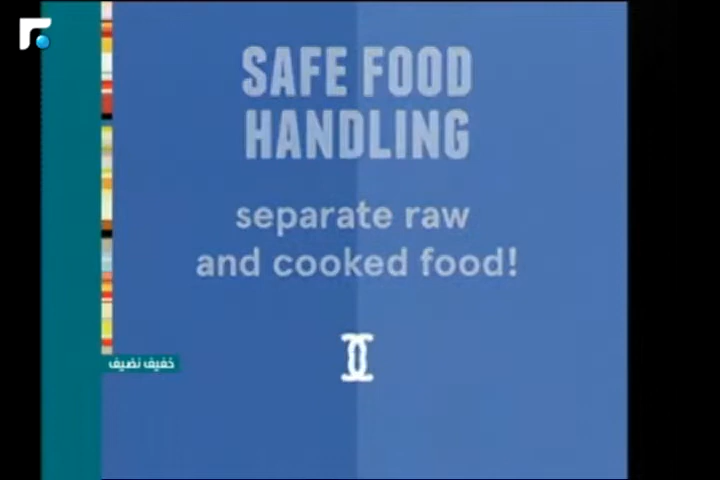 SAFE FOOD
HANDLING
separate raw
and cooked food!
خفيف نضيف